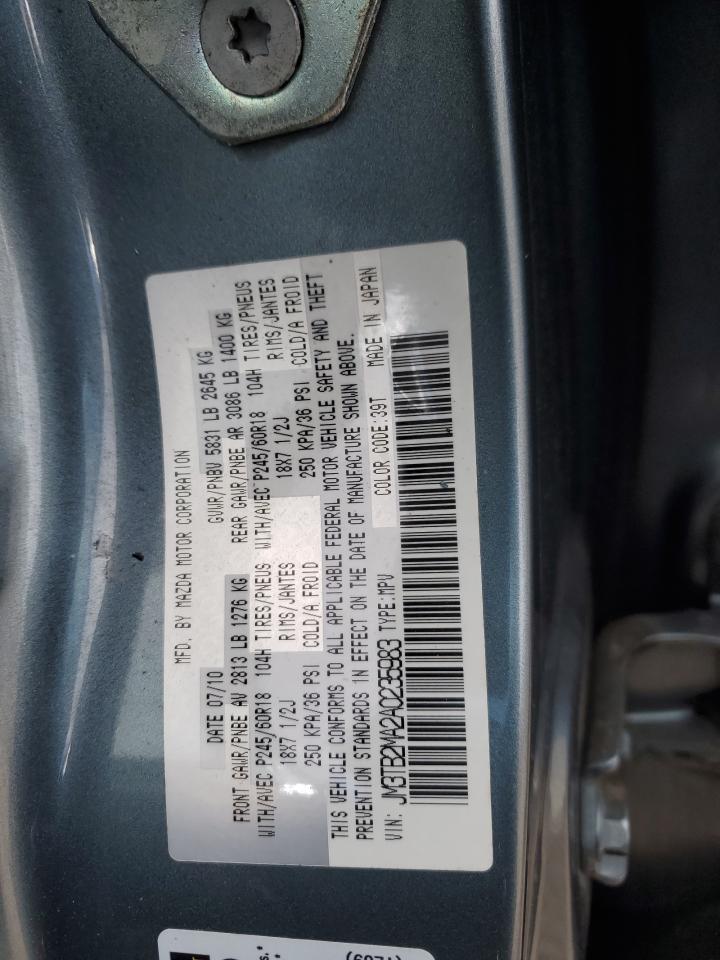 MFD. BY MAZDA MOTOR CORPORATION
DATE 07/10 GVWR/PNBV 5831 LB 2645 KG
FRONT GAWR/PNBE AV 2813 LB 1276 KG REAR GAWR/PNBE AR 3086 LB 1400 KG
WITH/AVEC P245/60R18 104H TIRES/PNEUS WITH/AVEC P245/60R18 104H TIRES/PNEUS
18X7 1/2J RIMS/JANTES 18X7 1/2J RIMS/JANTES
250 KPA/36 PSI COLD/A FROID 250 KPA/36 PSI COLD/A FROID
THIS VEHICLE CONFORMS TO ALL APPLICABLE FEDERAL MOTOR VEHICLE SAFETY AND THEFT
PREVENTION STANDARDS IN EFFECT ON THE DATE OF MANUFACTURE SHOWN ABOVE.
VIN: JM3TB2MA2A0235983 TYPE:MPV COLOR CODE:39T MADE IN JAPAN